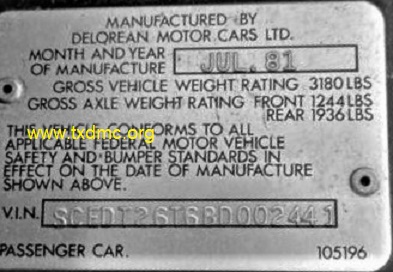 MANUFACTURED BY
DELOREAN MOTOR CARS LTD.
MONTH AND YEAR
OF MANUFACTURE JUL. 81
GROSS VEHICLE WEIGHT RATING 3180 LBS
GROSS AXLE WEIGHT RATING FRONT 1244 LBS
REAR 1936 LBS
THIS VEHICLE CONFORMS TO ALL
www.txdmc.org
APPLICABLE FEDERAL MOTOR VEHICLE
SAFETY AND BUMPER STANDARDS IN
EFFECT ON THE DATE OF MANUFACTURE
SHOWN ABOVE.
V.I.N. SCEDT26T6BD002441
PASSENGER CAR. 105196